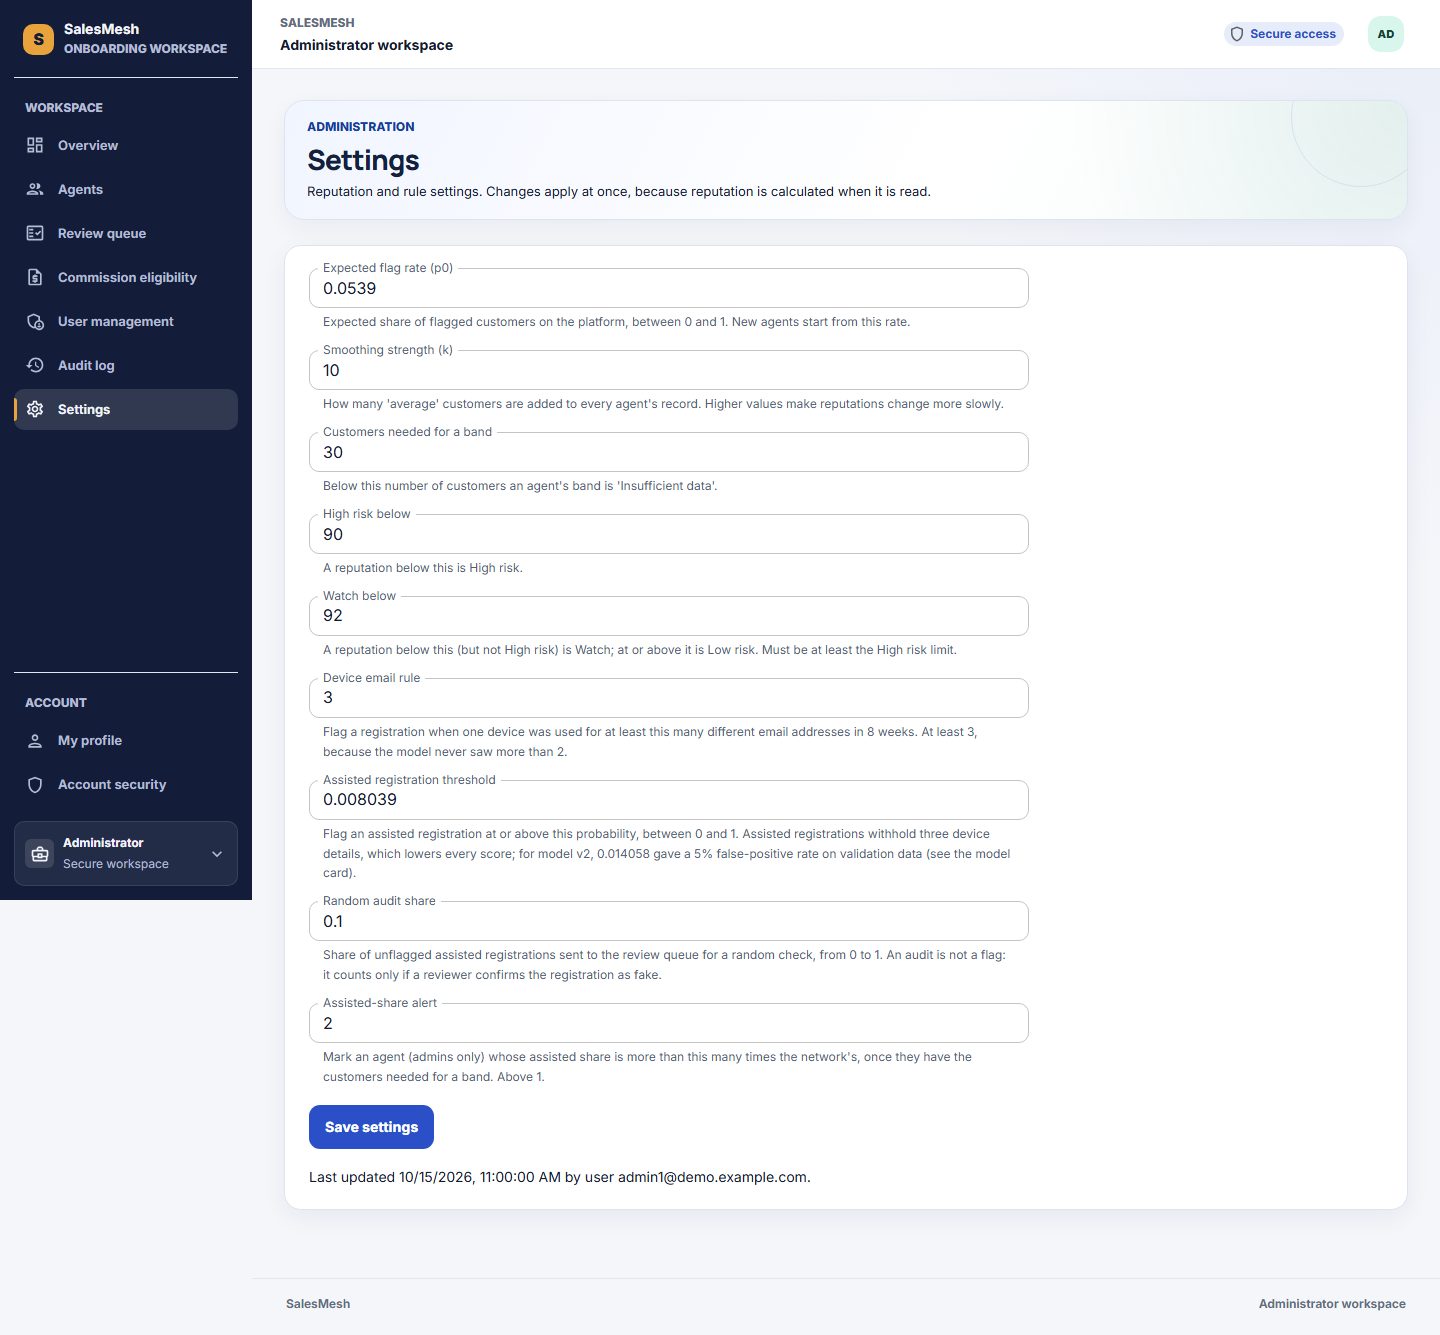 S
SalesMesh
ONBOARDING WORKSPACE
WORKSPACE
Overview
Agents
Review queue
Commission eligibility
User management
Audit log
Settings
ACCOUNT
My profile
Account security
Administrator
Secure workspace
SALESMESH
Administrator workspace
Secure access
AD
ADMINISTRATION
Settings
Reputation and rule settings. Changes apply at once, because reputation is calculated when it is read.
Expected flag rate (p0)
0.0539
Expected share of flagged customers on the platform, between 0 and 1. New agents start from this rate.
Smoothing strength (k)
10
How many 'average' customers are added to every agent's record. Higher values make reputations change more slowly.
Customers needed for a band
30
Below this number of customers an agent's band is 'Insufficient data'.
High risk below
90
A reputation below this is High risk.
Watch below
92
A reputation below this (but not High risk) is Watch; at or above it is Low risk. Must be at least the High risk limit.
Device email rule
3
Flag a registration when one device was used for at least this many different email addresses in 8 weeks. At least 3,
because the model never saw more than 2.
Assisted registration threshold
0.008039
Flag an assisted registration at or above this probability, between 0 and 1. Assisted registrations withhold three device
details, which lowers every score; for model v2, 0.014058 gave a 5% false-positive rate on validation data (see the model
card).
Random audit share
0.1
Share of unflagged assisted registrations sent to the review queue for a random check, from 0 to 1. An audit is not a flag:
it counts only if a reviewer confirms the registration as fake.
Assisted-share alert
2
Mark an agent (admins only) whose assisted share is more than this many times the network's, once they have the
customers needed for a band. Above 1.
Save settings
Last updated 10/15/2026, 11:00:00 AM by user admin1@demo.example.com.
SalesMesh
Administrator workspace